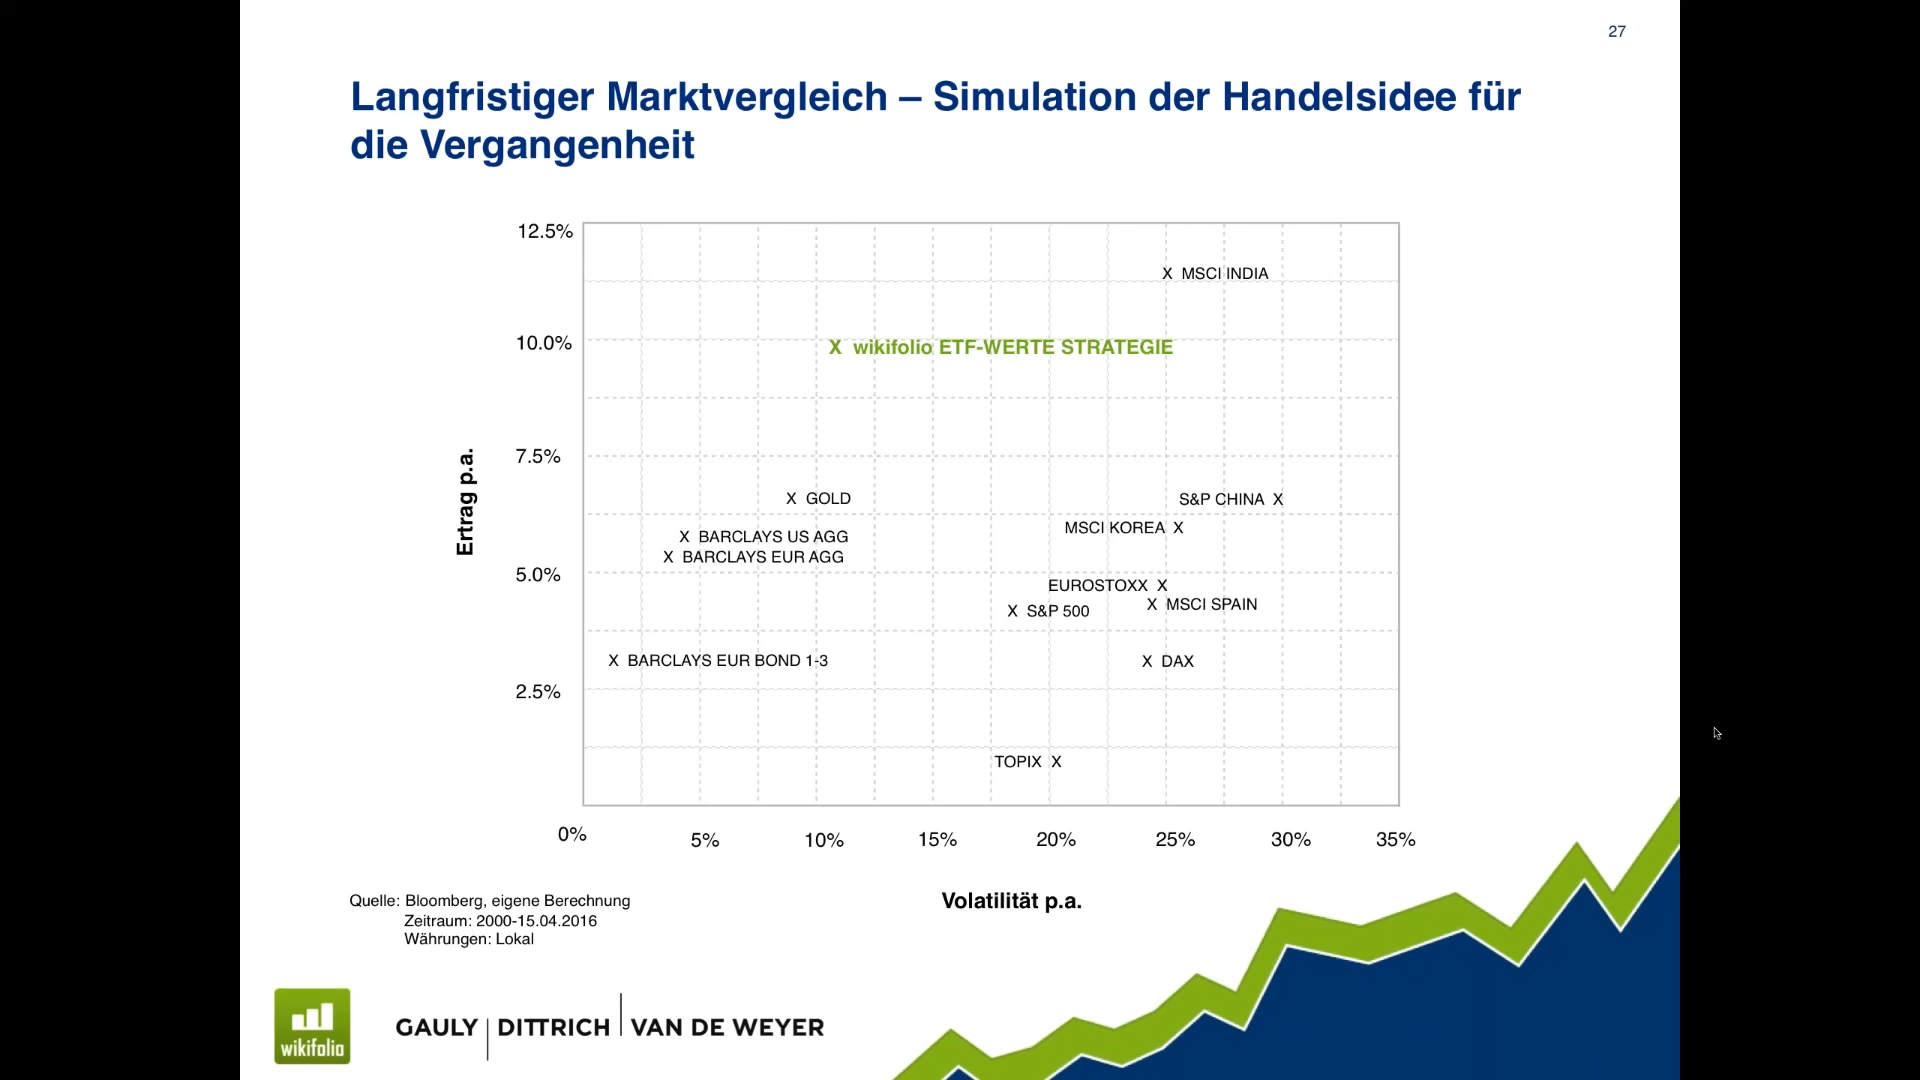 27
Langfristiger Marktvergleich – Simulation der Handelsidee für
die Vergangenheit
12.5%
X MSCI INDIA
10.0%
X wikifolio ETF-WERTE STRATEGIE
7.5%
Ertrag p.a.
X GOLD
S&P CHINA X
MSCI KOREA X
X BARCLAYS US AGG
X BARCLAYS EUR AGG
5.0%
EUROSTOXX X
X MSCI SPAIN
X S&P 500
X BARCLAYS EUR BOND 1-3
X DAX
2.5%
TOPIX X
0%
5%
10%
15%
20%
25%
30%
35%
Volatilität p.a.
Quelle: Bloomberg, eigene Berechnung
Zeitraum: 2000-15.04.2016
Währungen: Lokal
wikifolio
GAULY | DITTRICH | VAN DE WEYER